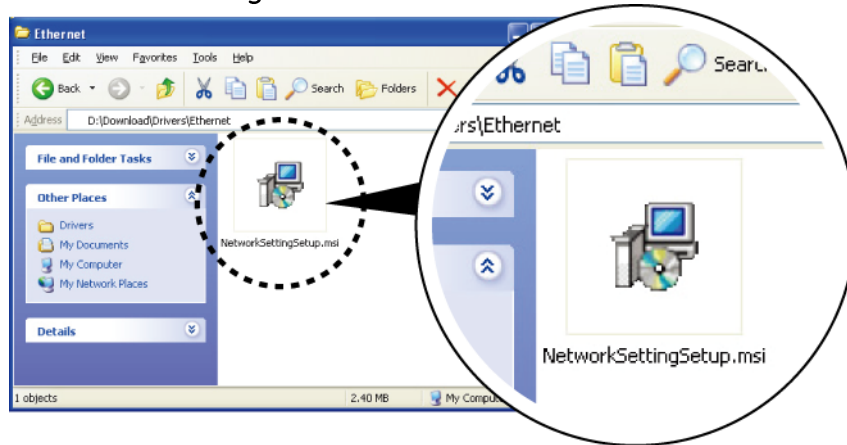 Ethernet
File Edit View Favorites Tools Help
Back Search Folders
Address D:\Download\Drivers\Ethernet
File and Folder Tasks
Other Places
Drivers
My Documents
My Computer
My Network Places
Details
NetworkSettingSetup.msi
1 objects 2.40 MB My Compu
Searc
rs\Ethernet
NetworkSettingSetup.msi